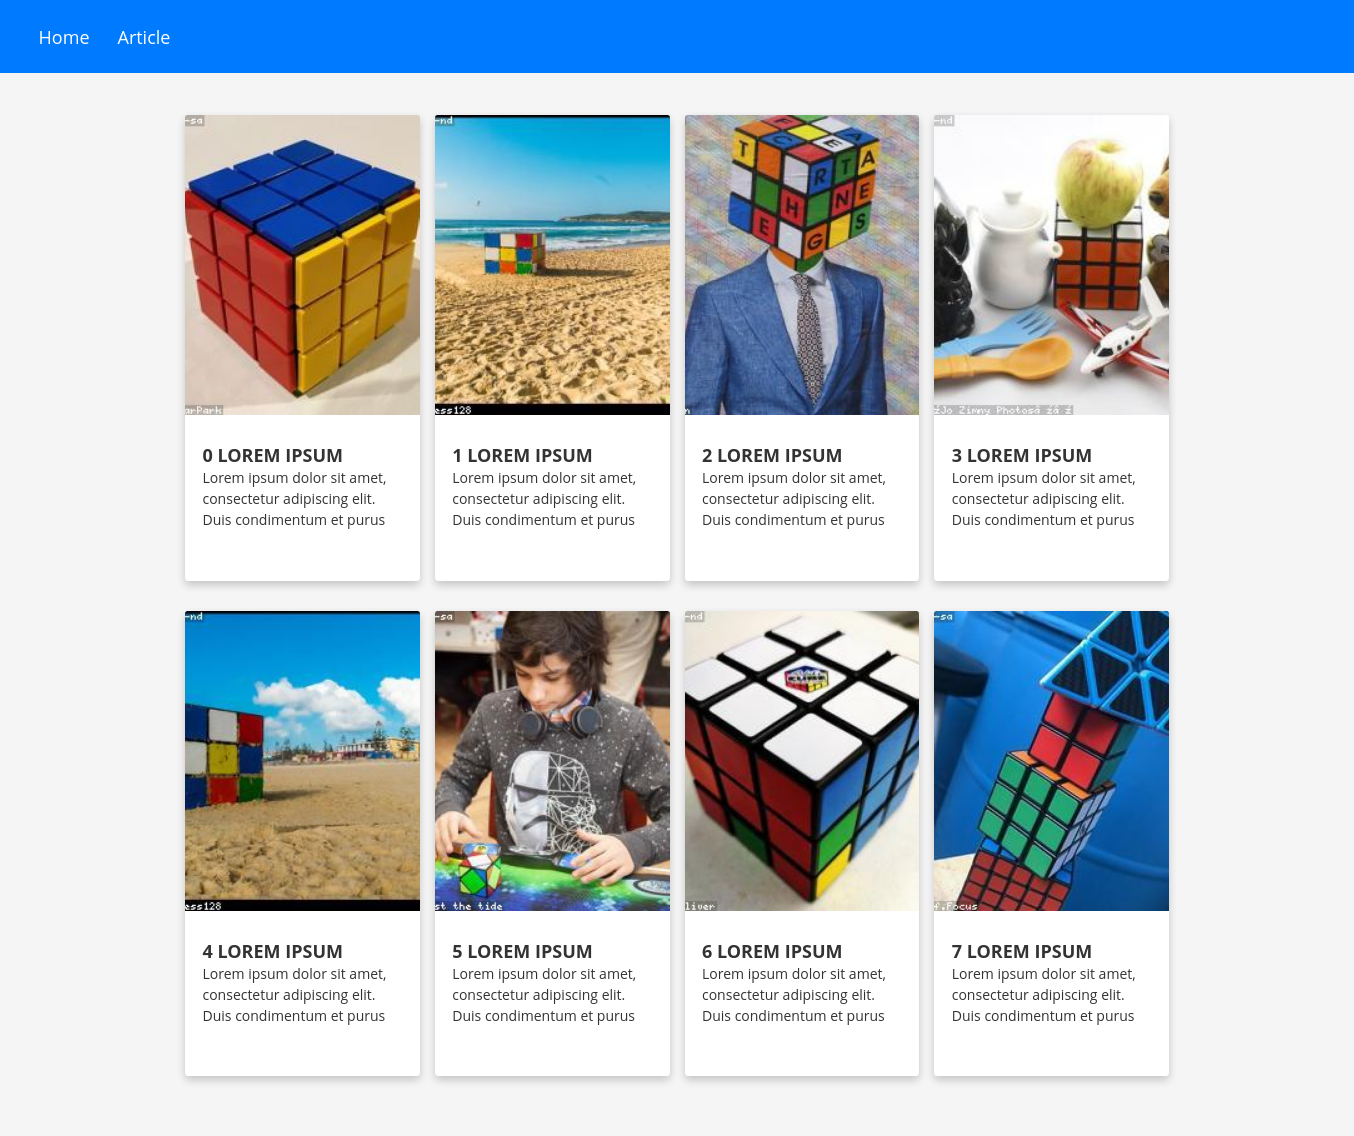 Home Article
-sa
-nd
-nd
T C E A
R T A
H N E
E G S
arPark
ess128
n
žJo Zimny Photosâ žâ ž
0 LOREM IPSUM
Lorem ipsum dolor sit amet,
consectetur adipiscing elit.
Duis condimentum et purus
1 LOREM IPSUM
Lorem ipsum dolor sit amet,
consectetur adipiscing elit.
Duis condimentum et purus
2 LOREM IPSUM
Lorem ipsum dolor sit amet,
consectetur adipiscing elit.
Duis condimentum et purus
3 LOREM IPSUM
Lorem ipsum dolor sit amet,
consectetur adipiscing elit.
Duis condimentum et purus
-nd
-sa
-nd
-sa
ess128
st the tide
liver
f.Focus
4 LOREM IPSUM
Lorem ipsum dolor sit amet,
consectetur adipiscing elit.
Duis condimentum et purus
5 LOREM IPSUM
Lorem ipsum dolor sit amet,
consectetur adipiscing elit.
Duis condimentum et purus
6 LOREM IPSUM
Lorem ipsum dolor sit amet,
consectetur adipiscing elit.
Duis condimentum et purus
7 LOREM IPSUM
Lorem ipsum dolor sit amet,
consectetur adipiscing elit.
Duis condimentum et purus